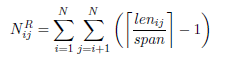 $N_{ij}^{R} = \sum_{i=1}^{N} \sum_{j=i+1}^{N} \left( \left\lceil \frac{len_{ij}}{span} \right\rceil - 1 \right)$